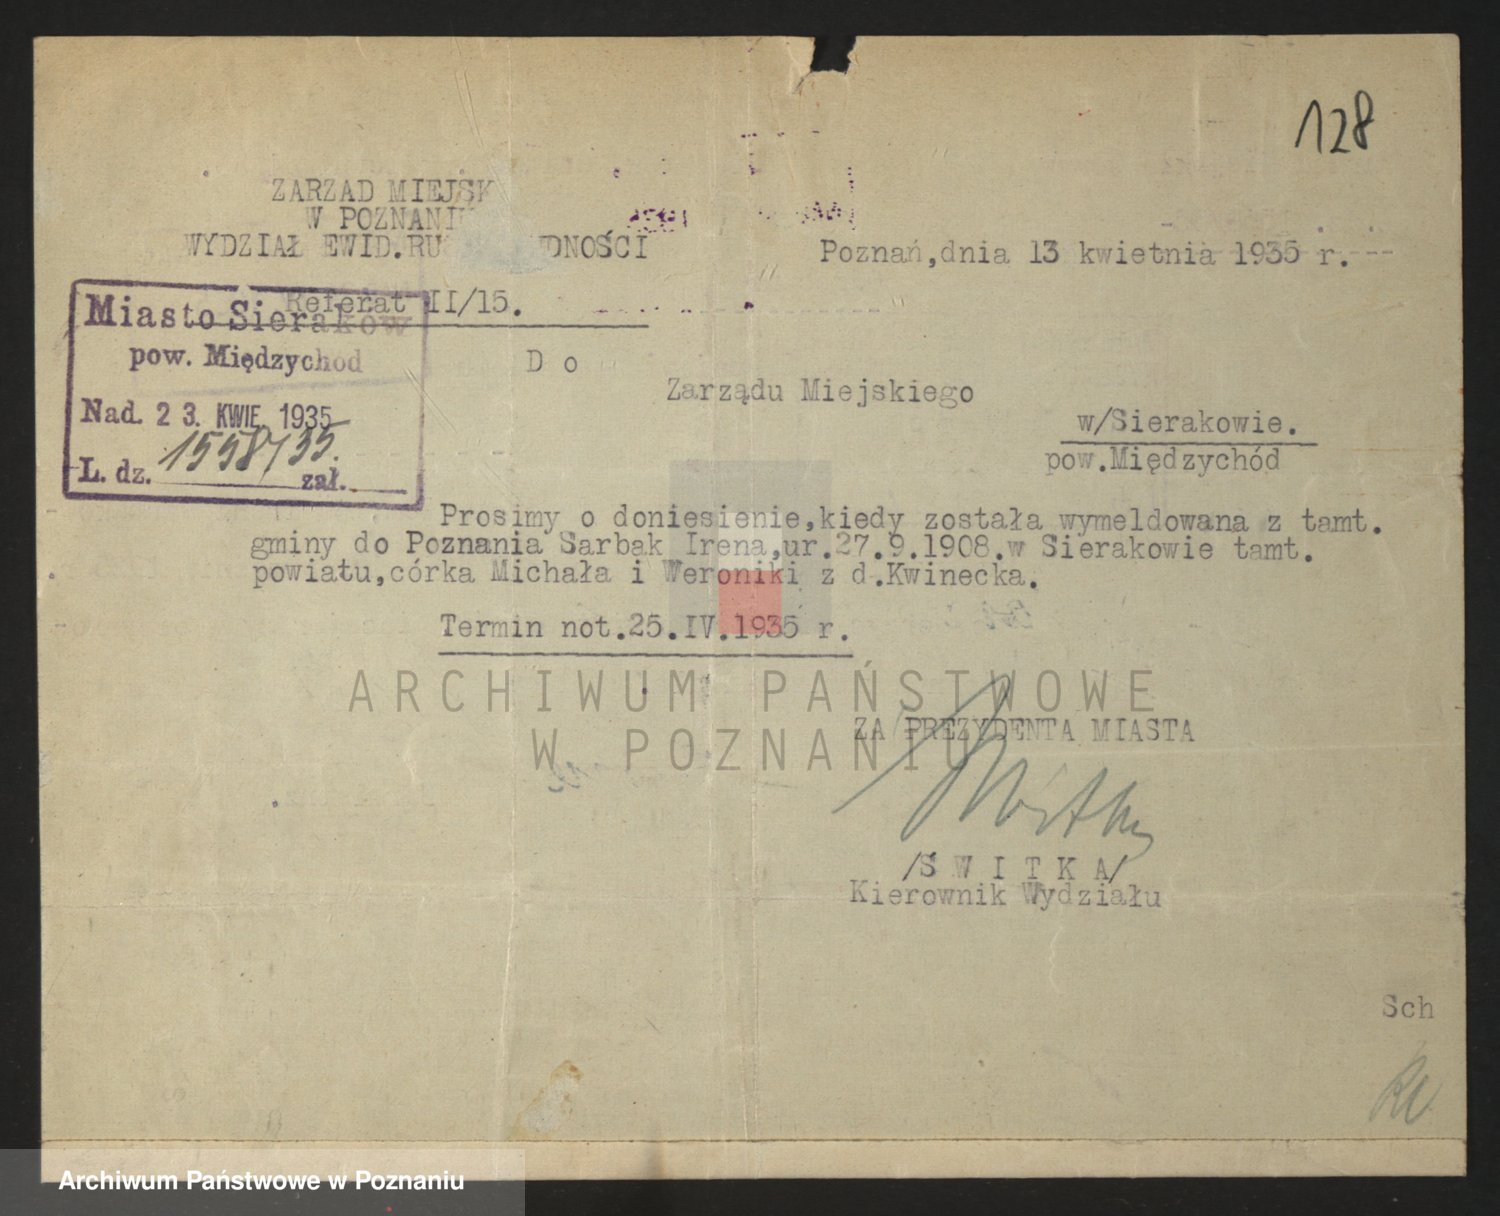 128
ZARZAD MIEJSK
W POZNANIU
WYDZIAŁ EWID.RU DNOŚCI
Poznań,dnia 13 kwietnia 1935 r.
Referat II/15.
Miasto Sieraków
pow. Międzychód
Nad. 23. KWIE. 1935
L. dz. 1558/35. zał.
D o
Zarządu Miejskiego
w/Sierakowie.
pow.Międzychód
Prosimy o doniesienie,kiedy została wymeldowana z tamt.
gminy do Poznania Sarbak Irena,ur.27.9.1908.w Sierakowie tamt.
powiatu,córka Michała i Weroniki z d.Kwinecka.
Termin not.25.IV.1935 r.
ARCHIWUM PAŃSTWOWE
W POZNANIU
ZA PREZYDENTA MIASTA
Świtka
/Ś W I T K A/
Kierownik Wydziału
Sch
Archiwum Państwowe w Poznaniu